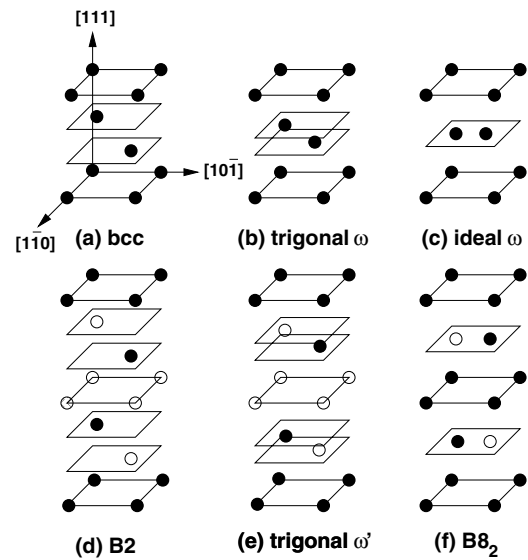 [111]
[101̄]
[11̄0]
(a) bcc
(b) trigonal ω
(c) ideal ω
(d) B2
(e) trigonal ω'
(f) B8₂